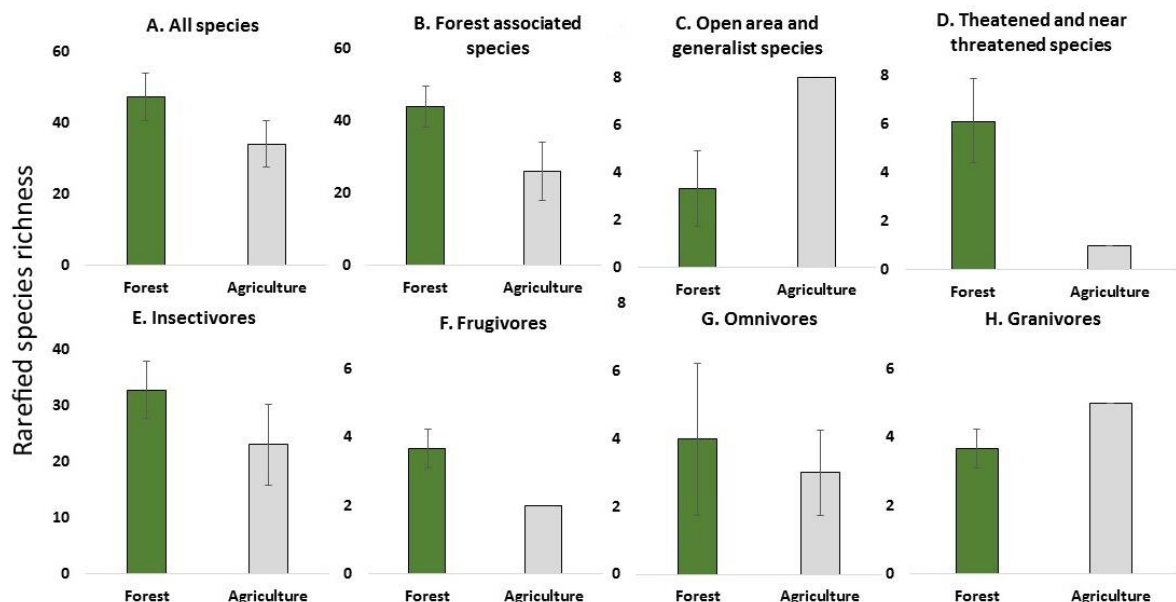 Rarefied species richness
A. All species
60
40
20
0
Forest
Agriculture
B. Forest associated
species
60
40
20
0
Forest
Agriculture
C. Open area and
generalist species
8
6
4
2
0
Forest
Agriculture
D. Theatened and near
threatened species
8
6
4
2
0
Forest
Agriculture
E. Insectivores
40
30
20
10
0
Forest
Agriculture
F. Frugivores
6
4
2
0
Forest
Agriculture
G. Omnivores
8
6
4
2
0
Forest
Agriculture
H. Granivores
6
4
2
0
Forest
Agriculture